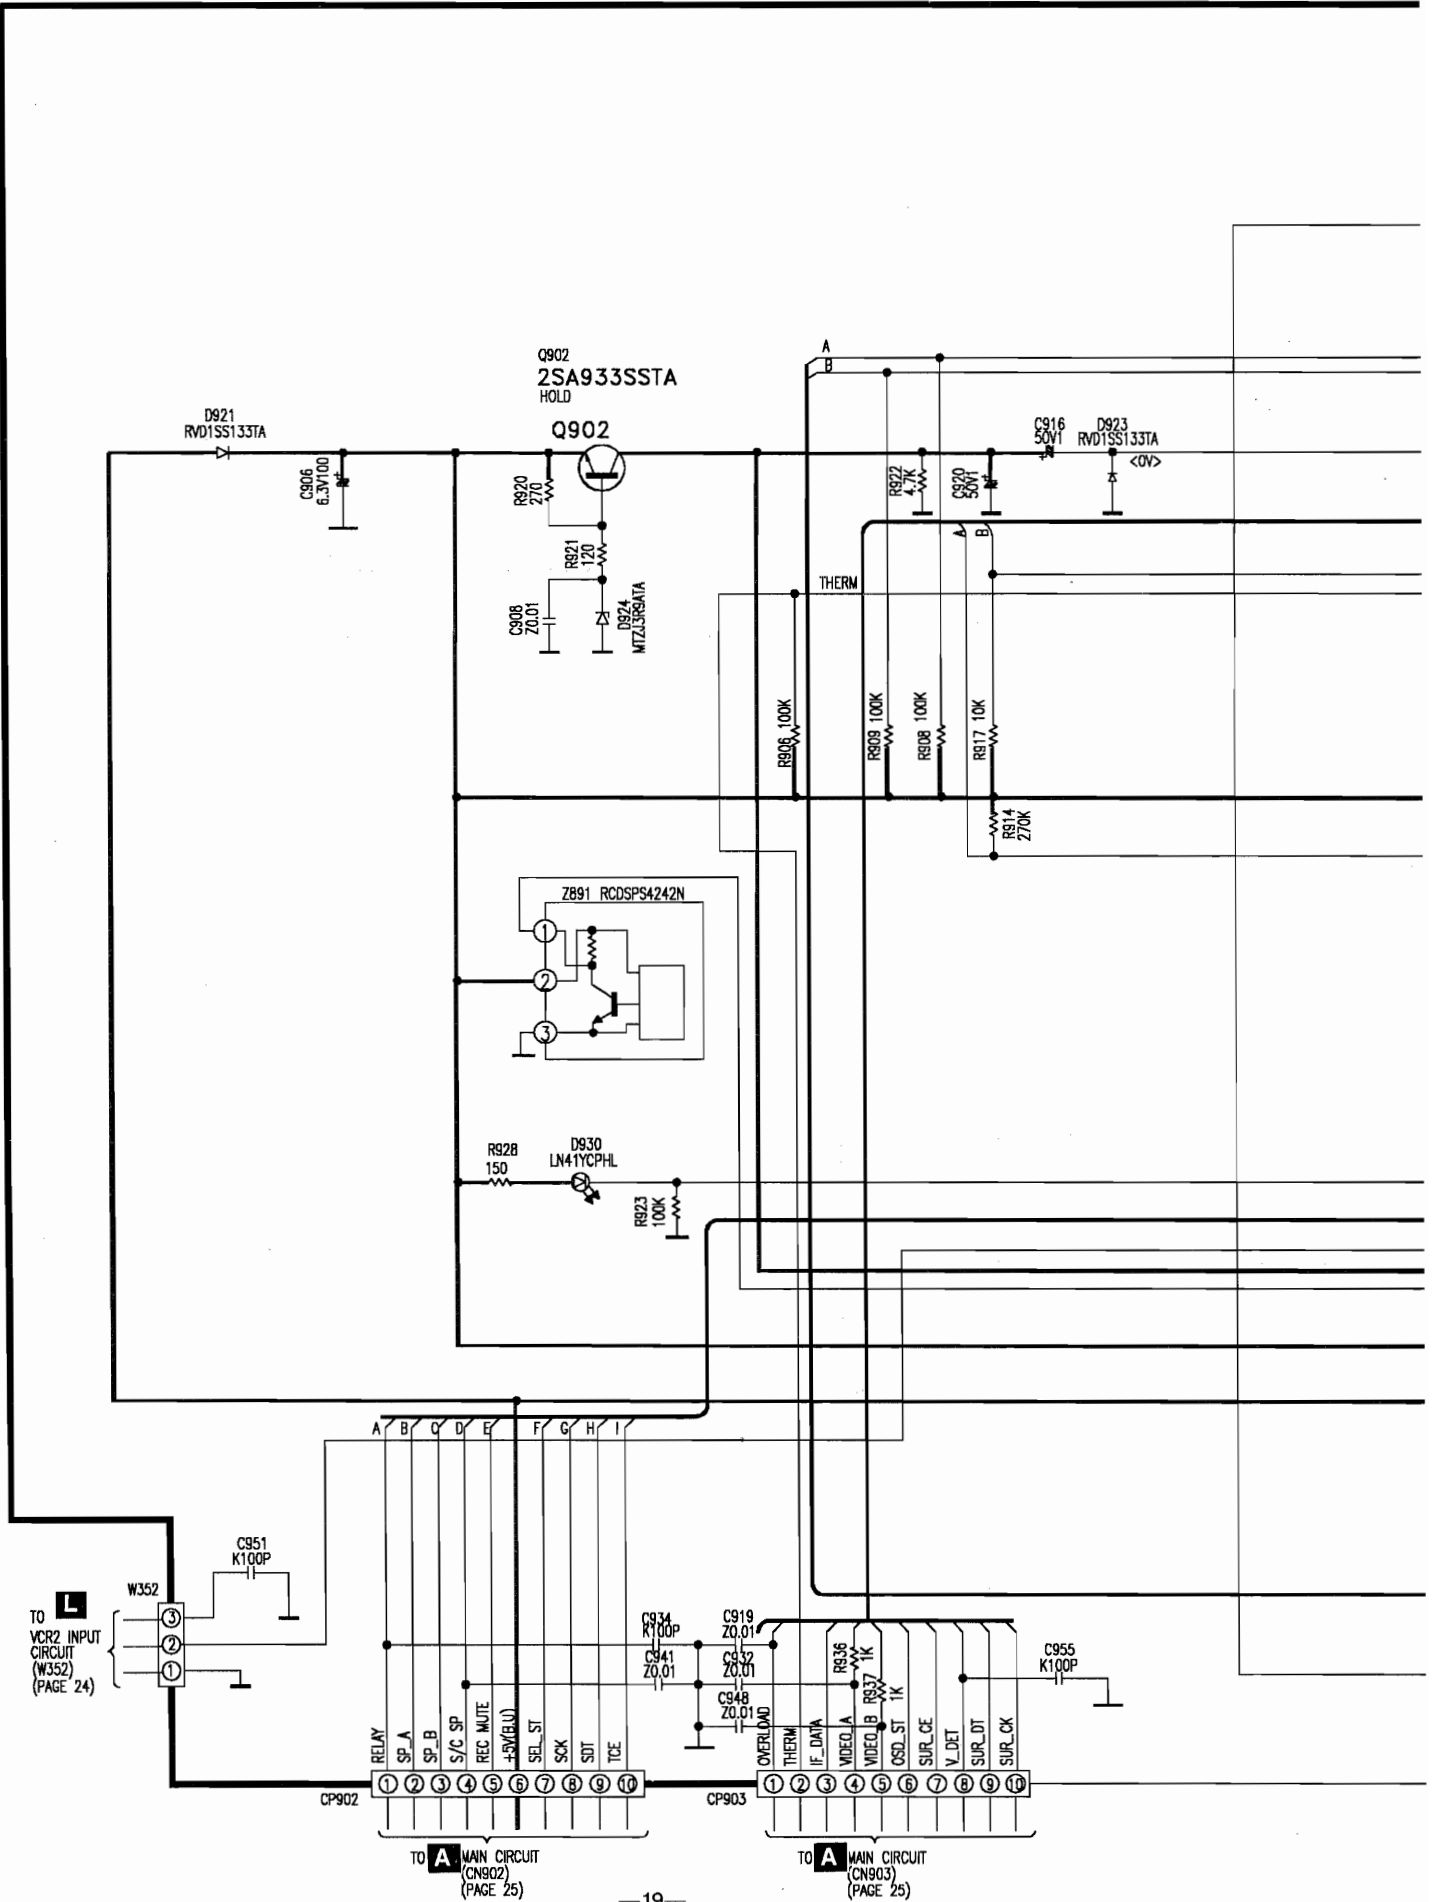 A
B
Q902
2SA933SSTA
HOLD
D921
RVD1SS133TA
Q902
C916
50V1
D923
RVD1SS133TA
<0V>
C906
6.3V100
R920
270
R922
4.7K
C920
50V1
A
B
R921
120
THERM
C908
Z0.01
D924
MTZJ3R9ATA
R906 100K
R909 100K
R908 100K
R917 10K
R914
270K
Z891 RCDSPS4242N
1
2
3
R928
150
D930
LN41YCPHL
R923
100K
A B C D E F G H I
C951
K100P
W352
TO L
VCR2 INPUT
CIRCUIT
(W352)
(PAGE 24)
3
2
1
C934
K100P
C919
Z0.01
C941
Z0.01
C932
Z0.01
C948
Z0.01
R936
1K
R937
1K
C955
K100P
RELAY
SP_A
SP_B
S/C SP
REC MUTE
+5V(B.U)
SEL_ST
SCK
SDT
TCE
OVERLOAD
THERM
IF_DATA
VIDEO_A
VIDEO_B
OSD_ST
SUR_CE
V_DET
SUR_DT
SUR_CK
CP902
1 2 3 4 5 6 7 8 9 10
CP903
1 2 3 4 5 6 7 8 9 10
TO A MAIN CIRCUIT
(CN902)
(PAGE 25)
TO A MAIN CIRCUIT
(CN903)
(PAGE 25)
—19—